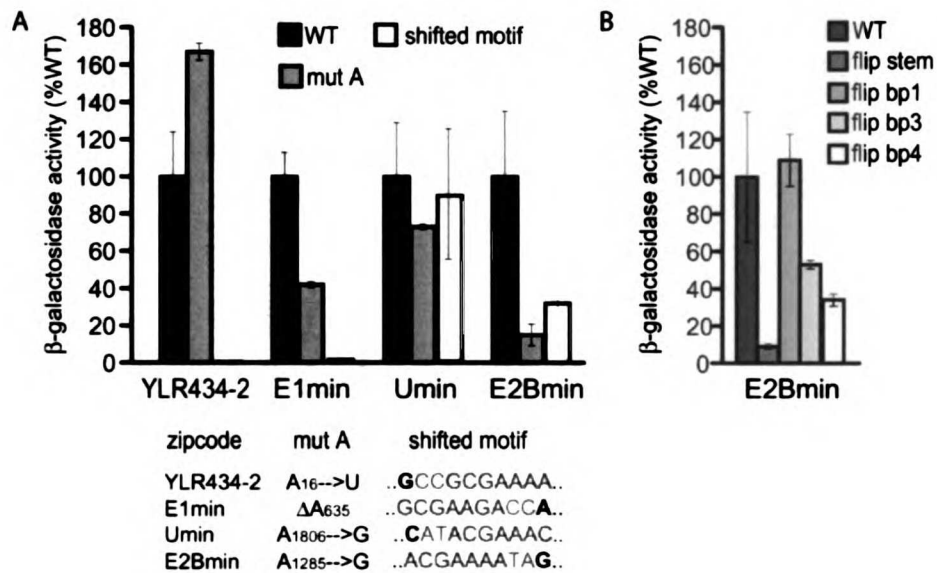 A
B
180
160
140
120
100
80
60
40
20
0
β-galactosidase activity (%WT)
WT
shifted motif
mut A
YLR434-2 E1min Umin E2Bmin
180
160
140
120
100
80
60
40
20
0
β-galactosidase activity (%WT)
WT
flip stem
flip bp1
flip bp3
flip bp4
E2Bmin
zipcode mut A shifted motif
YLR434-2 A16-->U ..GCCGCGAAAA..
E1min ΔA635 ..GCGAAGACCA..
Umin A1806-->G ..CATACGAAAC..
E2Bmin A1285-->G ..ACGAAAATAG..